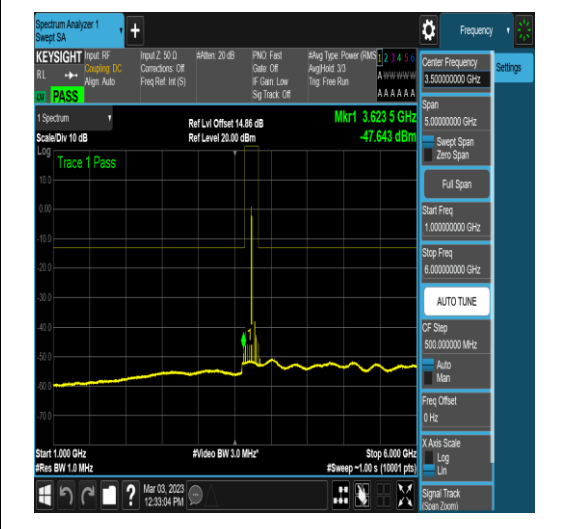 Spectrum Analyzer 1
Swept SA
+
Frequency
KEYSIGHT
Input: RF
Coupling: DC
Align: Auto
Input Z: 50 Ω
Corrections: Off
Freq Ref: Int (S)
#Atten: 20 dB
PNO: Fast
Gate: Off
IF Gain: Low
Sig Track: Off
#Avg Type: Power (RMS
Avg|Hold: 3/3
Trig: Free Run
1 2 3 4 5 6
A W W W W W
A A A A A A
RL
PASS
Center Frequency
3.500000000 GHz
Settings
Span
5.00000000 GHz
Swept Span
Zero Span
Full Span
Start Freq
1.000000000 GHz
Stop Freq
6.000000000 GHz
AUTO TUNE
CF Step
500.000000 MHz
Auto
Man
Freq Offset
0 Hz
X Axis Scale
Log
Lin
Signal Track
(Span Zoom)
1 Spectrum
Scale/Div 10 dB
Ref Lvl Offset 14.86 dB
Ref Level 20.00 dBm
Mkr1 3.623 5 GHz
-47.643 dBm
Log
Trace 1 Pass
10.0
0.00
-10.0
-20.0
-30.0
-40.0
-50.0
-60.0
-70.0
1
Start 1.000 GHz
#Res BW 1.0 MHz
#Video BW 3.0 MHz*
Stop 6.000 GHz
#Sweep ~1.00 s (10001 pts)
?
Mar 03, 2023
12:33:04 PM